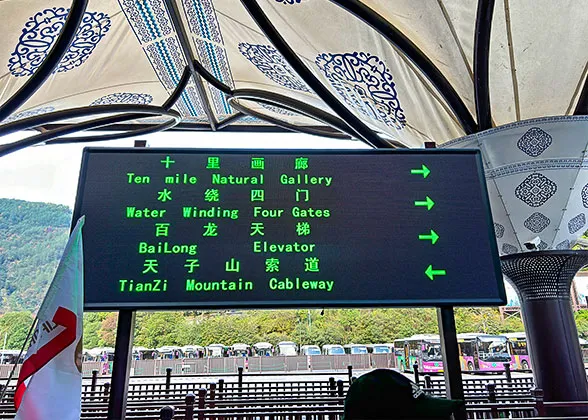 十里画廊 →
Ten mile Natural Gallery
水绕四门 →
Water Winding Four Gates
百龙天梯 →
BaiLong Elevator
天子山索道 ←
TianZi Mountain Cableway